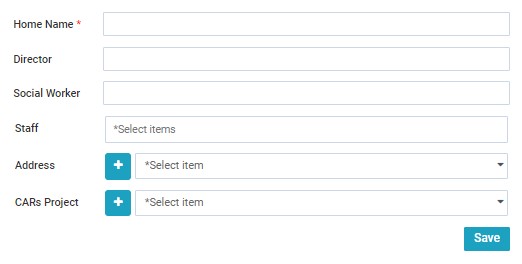 Home Name *
Director
Social Worker
Staff *Select items
Address + *Select item
CARs Project + *Select item
Save